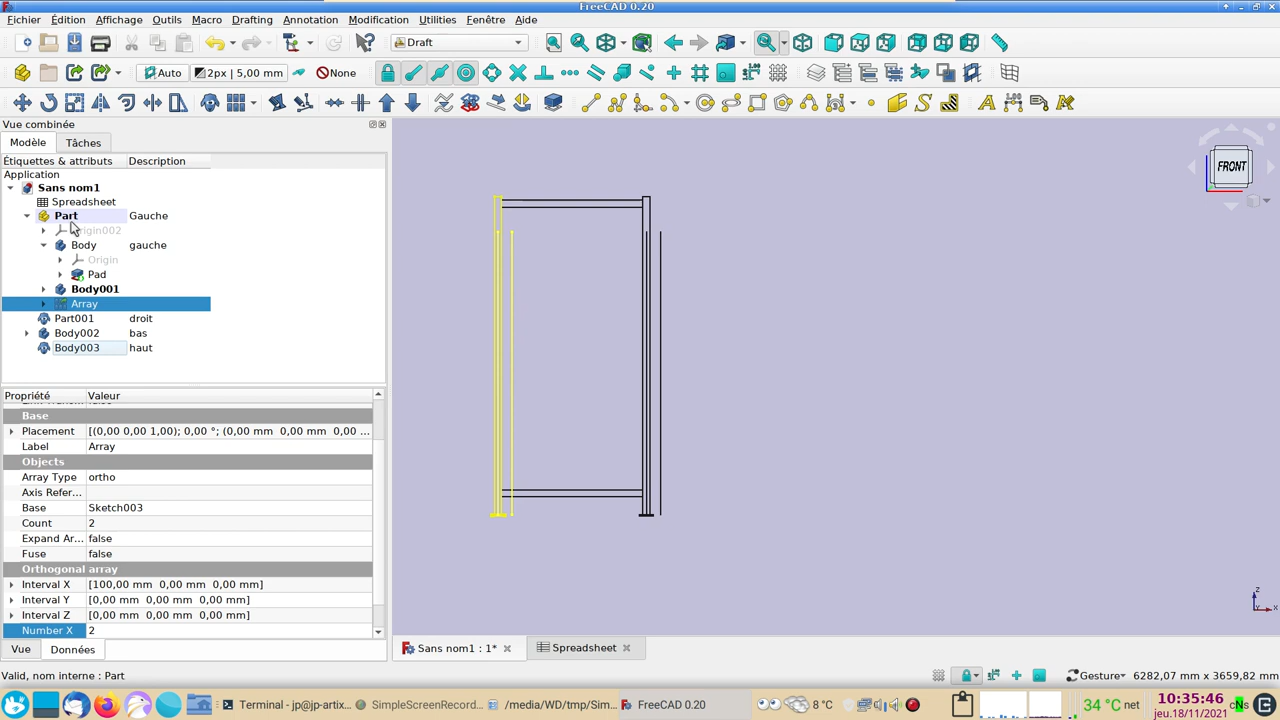 FreeCAD 0.20
Fichier Édition Affichage Outils Macro Drafting Annotation Modification Utilities Fenêtre Aide
Draft
Auto 2px | 5,00 mm None
Vue combinée
Modèle Tâches
Étiquettes & attributs Description
Application
Sans nom1
Spreadsheet
Part Gauche
Origin002
Body gauche
Origin
Pad
Body001
Array
Part001 droit
Body002 bas
Body003 haut
Propriété Valeur
Base
Placement [(0,00 0,00 1,00); 0,00 °; (0,00 mm 0,00 mm 0,00 ...
Label Array
Objects
Array Type ortho
Axis Refer...
Base Sketch003
Count 2
Expand Ar... false
Fuse false
Orthogonal array
Interval X [100,00 mm 0,00 mm 0,00 mm]
Interval Y [0,00 mm 0,00 mm 0,00 mm]
Interval Z [0,00 mm 0,00 mm 0,00 mm]
Number X 2
Vue Données
FRONT
Sans nom1 : 1* Spreadsheet
Valid, nom interne : Part Gesture 6282,07 mm x 3659,82 mm
Terminal - jp@jp-artix... SimpleScreenRecord... /media/WD/tmp/Sim... FreeCAD 0.20 8 °C 34 °C net 10:35:46
jeu.18/11/2021